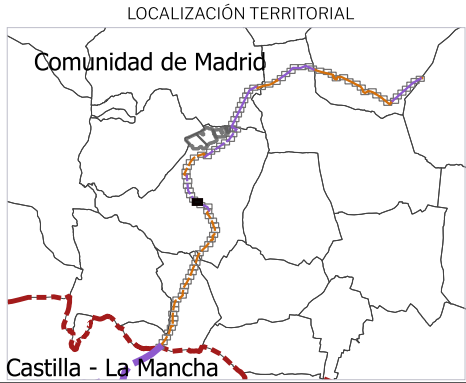 LOCALIZACIÓN TERRITORIAL
Comunidad de Madrid
Castilla - La Mancha